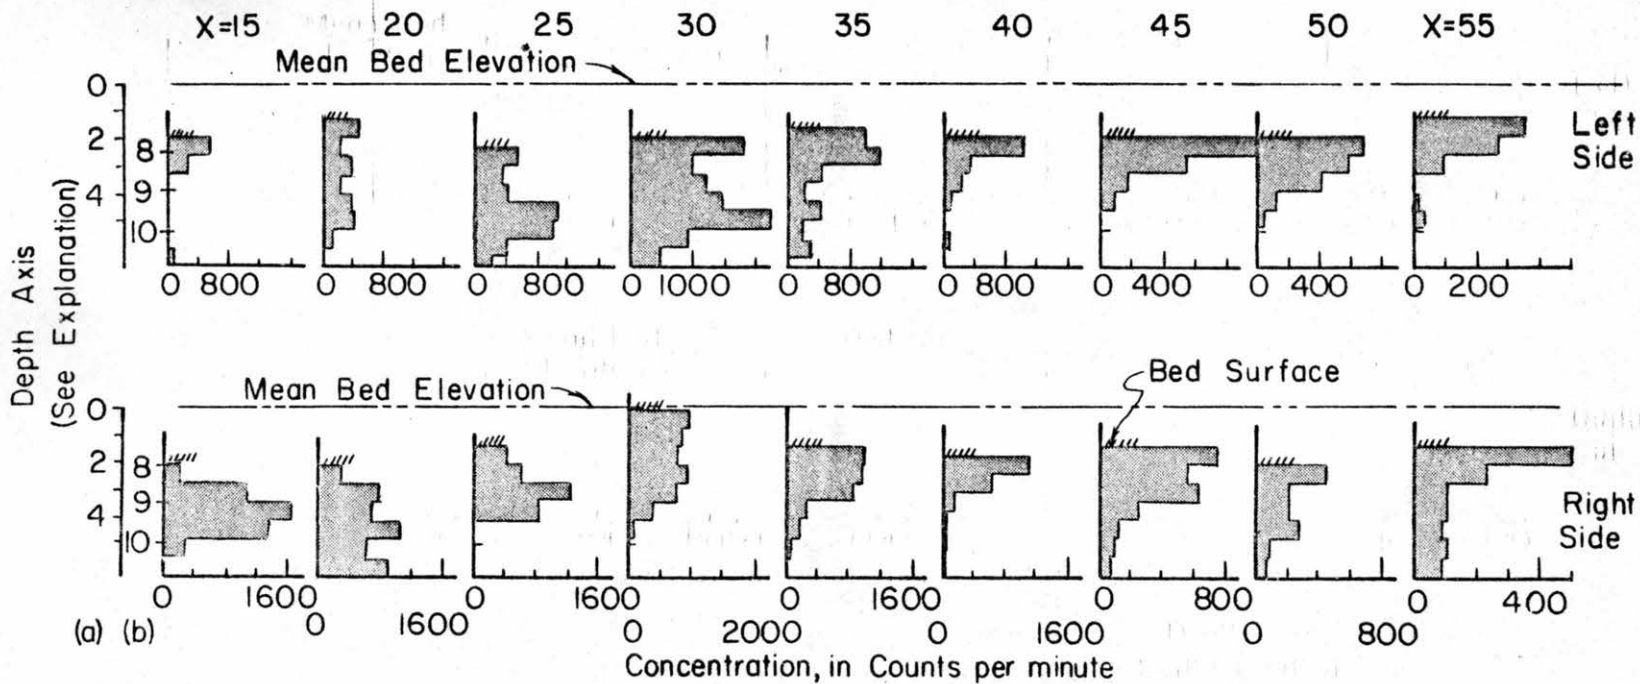 X=15 20 25 30 35 40 45 50 X=55
Mean Bed Elevation
0
2
4
8
9
10
Left
Side
0 800 0 800 0 800 0 1000 0 800 0 800 0 400 0 400 0 200
Depth Axis
(See Explanation)
Mean Bed Elevation
Bed Surface
0
2
4
8
9
10
Right
Side
0 1600 0 1600 0 1600 0 800 0 400
0 1600 0 2000 0 1600 0 800
(a) (b)
Concentration, in Counts per minute